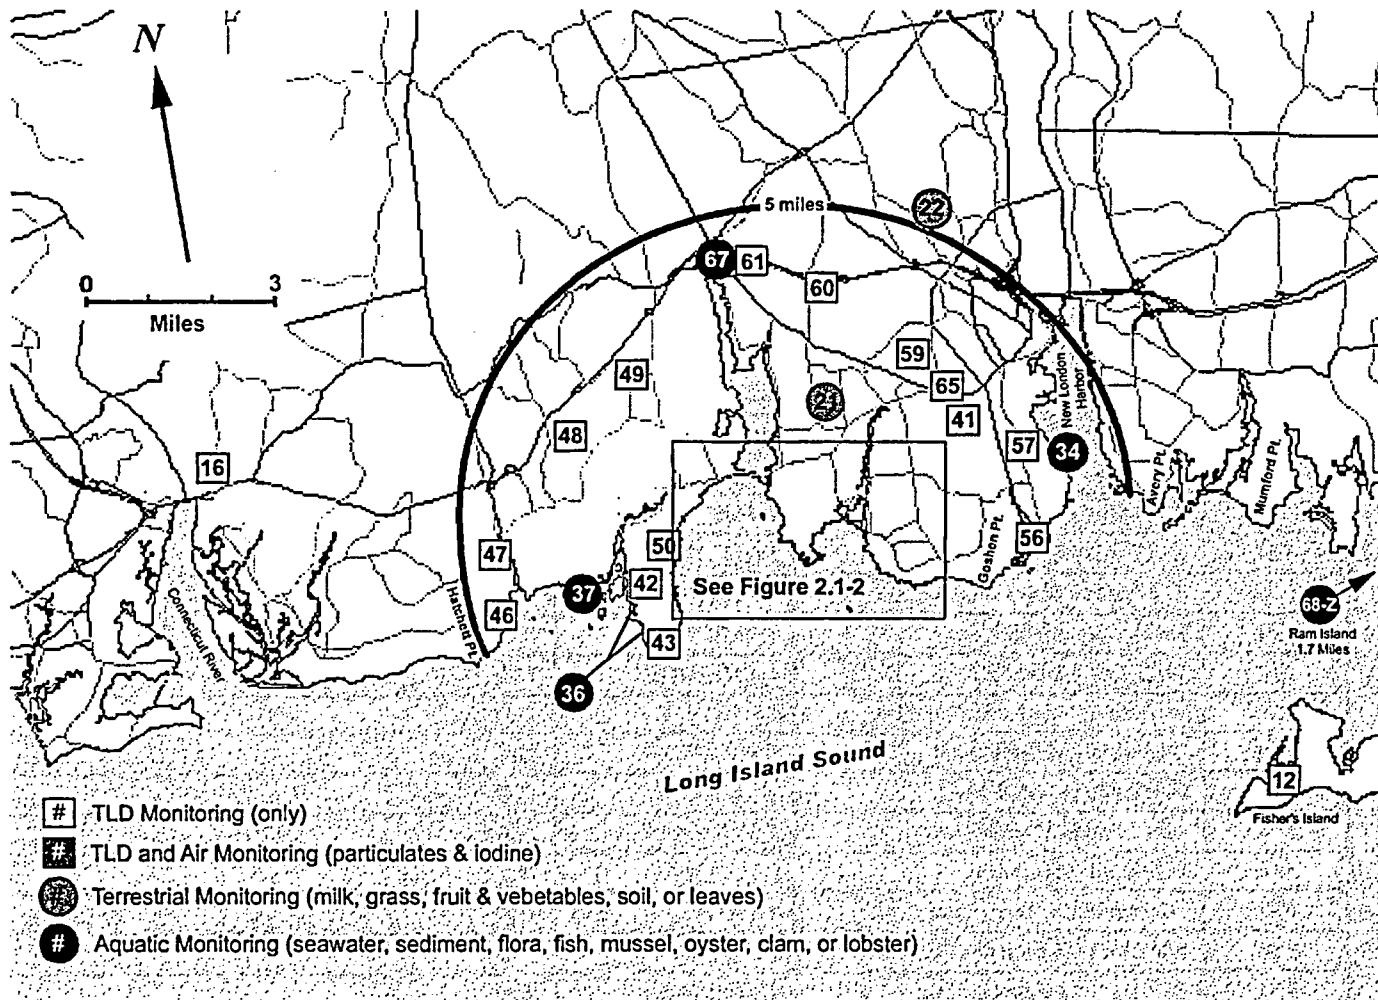 N
0 3
Miles
5 miles
22
67
61
60
59
49
65
21
41
48
57
34
New London
Harbor
16
Avery Pt.
Mumford Pt.
47
50
56
Goshon Pt.
42
37
See Figure 2.1-2
46
43
Hatchett Pt.
Connecticut River
68-Z
Ram Island
1.7 Miles
36
Long Island Sound
12
Fisher's Island
# TLD Monitoring (only)
# TLD and Air Monitoring (particulates & iodine)
# Terrestrial Monitoring (milk, grass, fruit & vebetables, soil, or leaves)
# Aquatic Monitoring (seawater, sediment, flora, fish, mussel, oyster, clam, or lobster)